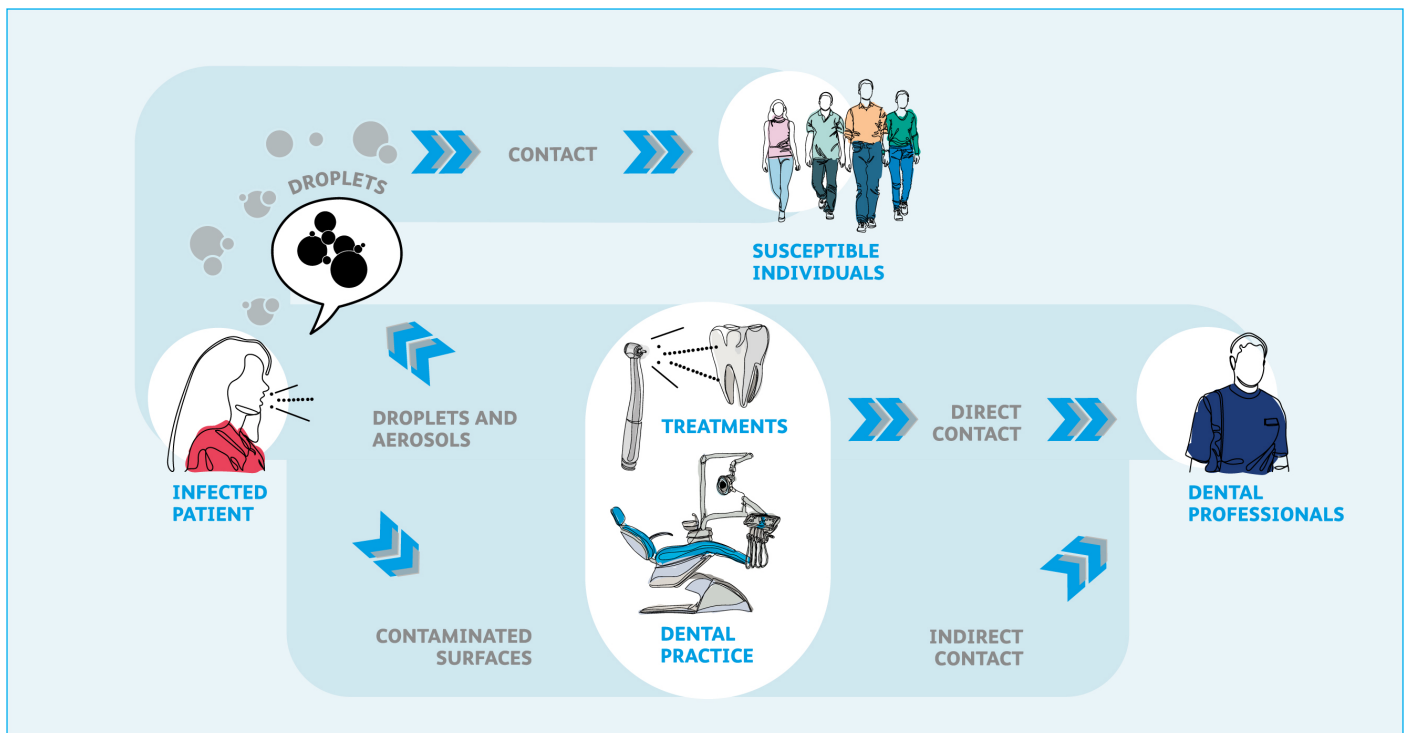 DROPLETS
CONTACT
SUSCEPTIBLE
INDIVIDUALS
INFECTED
PATIENT
DROPLETS AND
AEROSOLS
TREATMENTS
DIRECT
CONTACT
DENTAL
PROFESSIONALS
CONTAMINATED
SURFACES
DENTAL
PRACTICE
INDIRECT
CONTACT